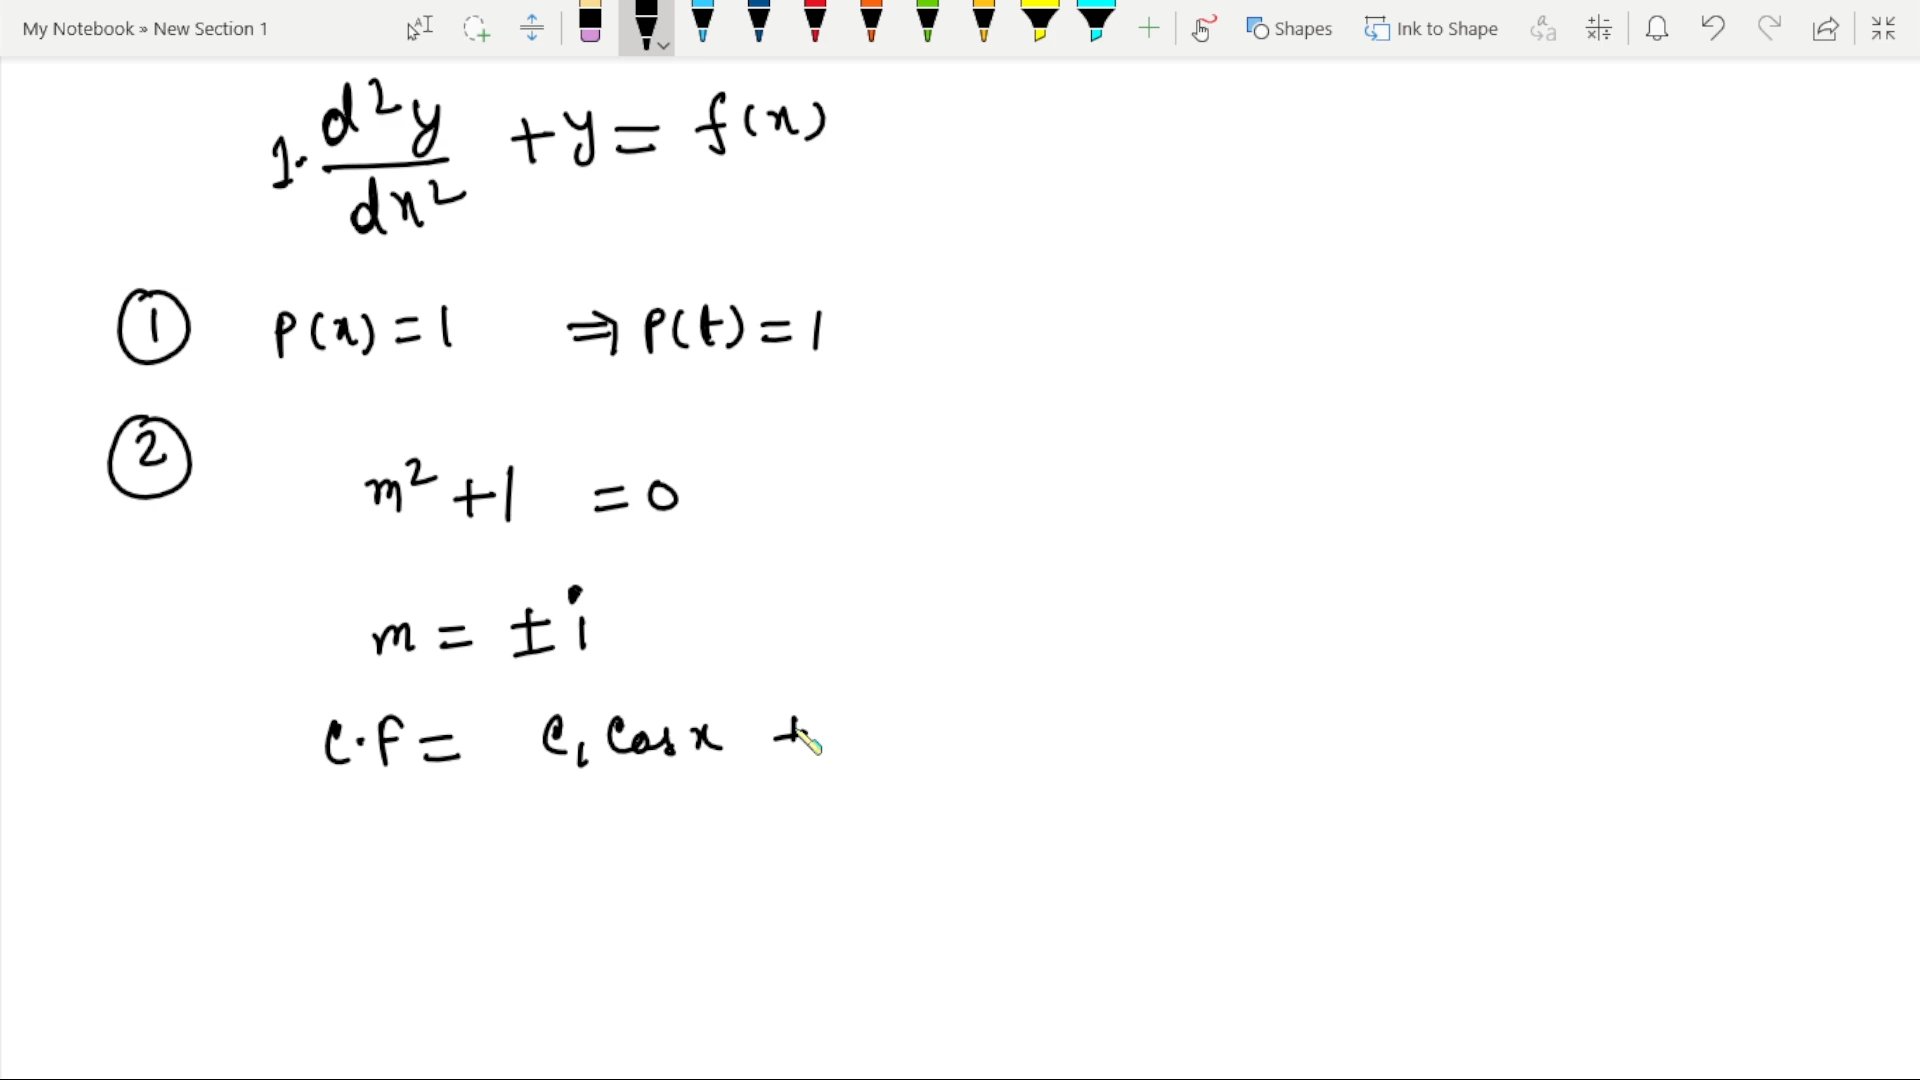 My Notebook » New Section 1
Shapes
Ink to Shape
1. d²y/dx² + y = f(x)
① P(x) = 1 ⇒ P(t) = 1
② m² + 1 = 0
m = ± i
C.F = C₁ Cos x +